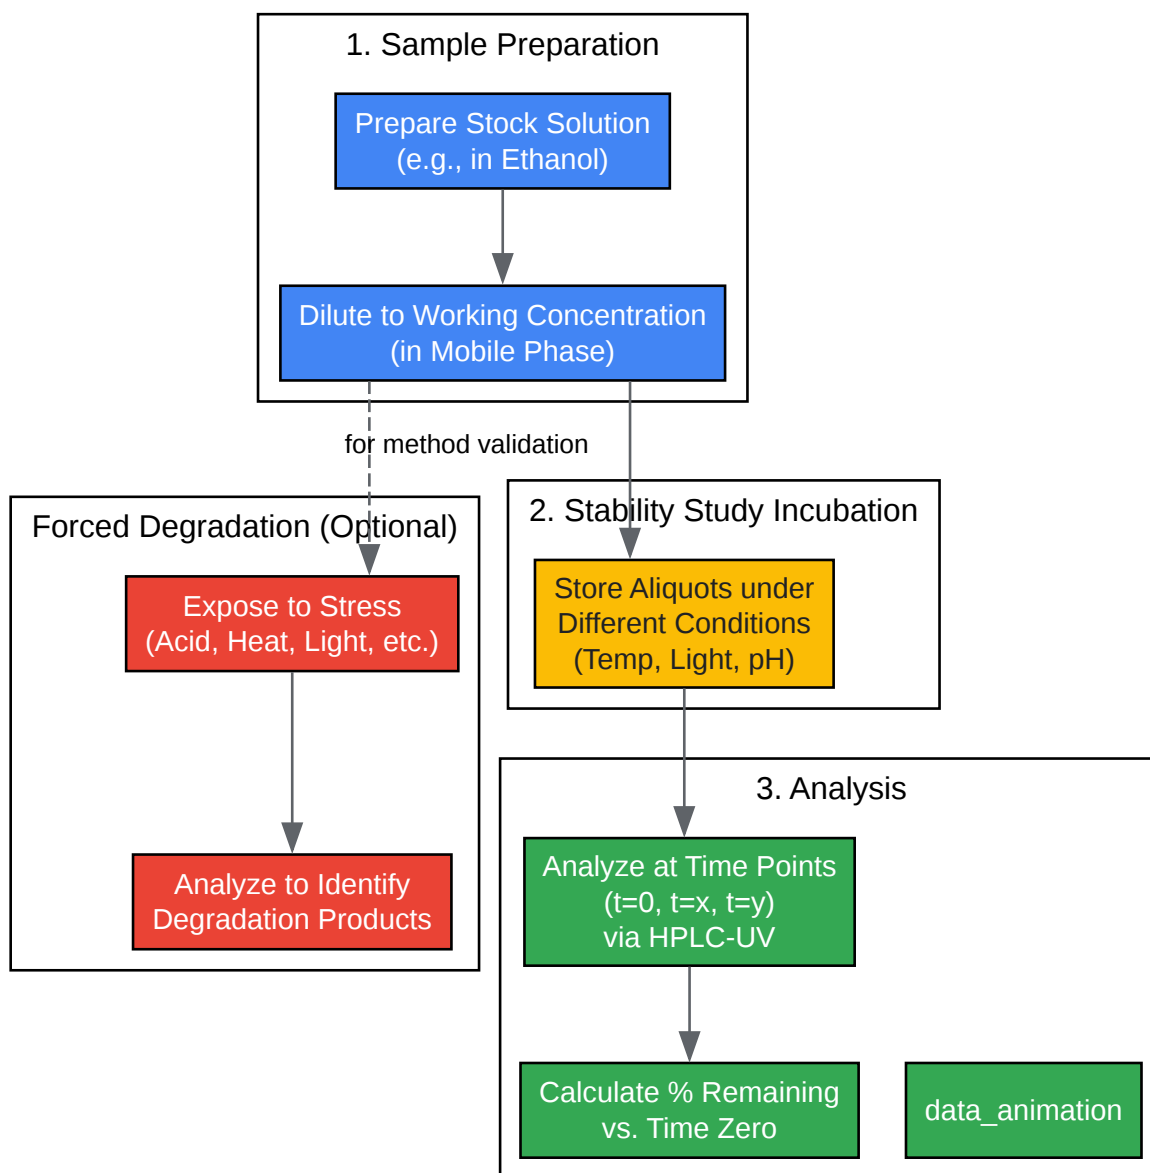 1. Sample Preparation
Prepare Stock Solution
(e.g., in Ethanol)
Dilute to Working Concentration
(in Mobile Phase)
for method validation
Forced Degradation (Optional)
Expose to Stress
(Acid, Heat, Light, etc.)
Analyze to Identify
Degradation Products
2. Stability Study Incubation
Store Aliquots under
Different Conditions
(Temp, Light, pH)
3. Analysis
Analyze at Time Points
(t=0, t=x, t=y)
via HPLC-UV
Calculate % Remaining
vs. Time Zero
data_animation